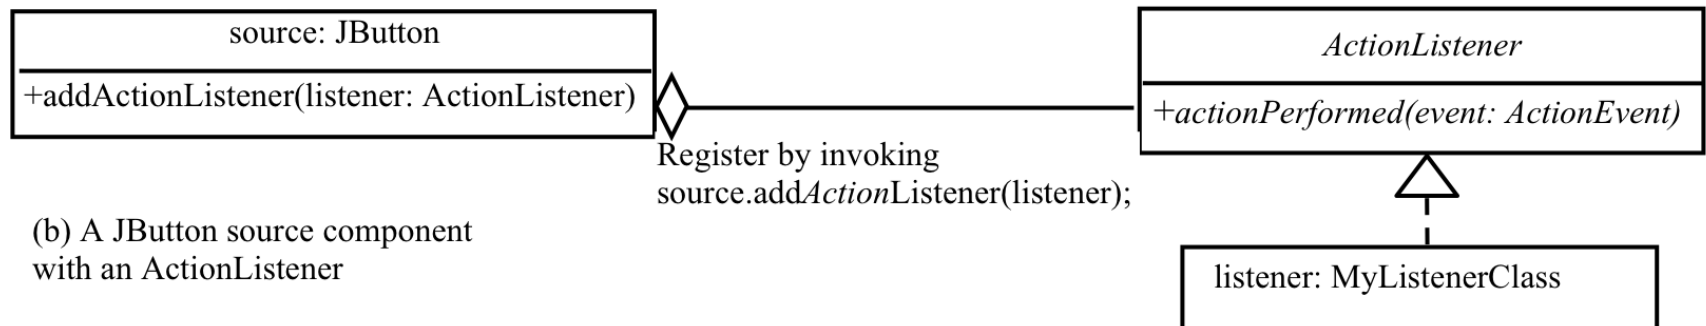 source: JButton
+addActionListener(listener: ActionListener)
ActionListener
+actionPerformed(event: ActionEvent)
Register by invoking
source.addActionListener(listener);
(b) A JButton source component
with an ActionListener
listener: MyListenerClass